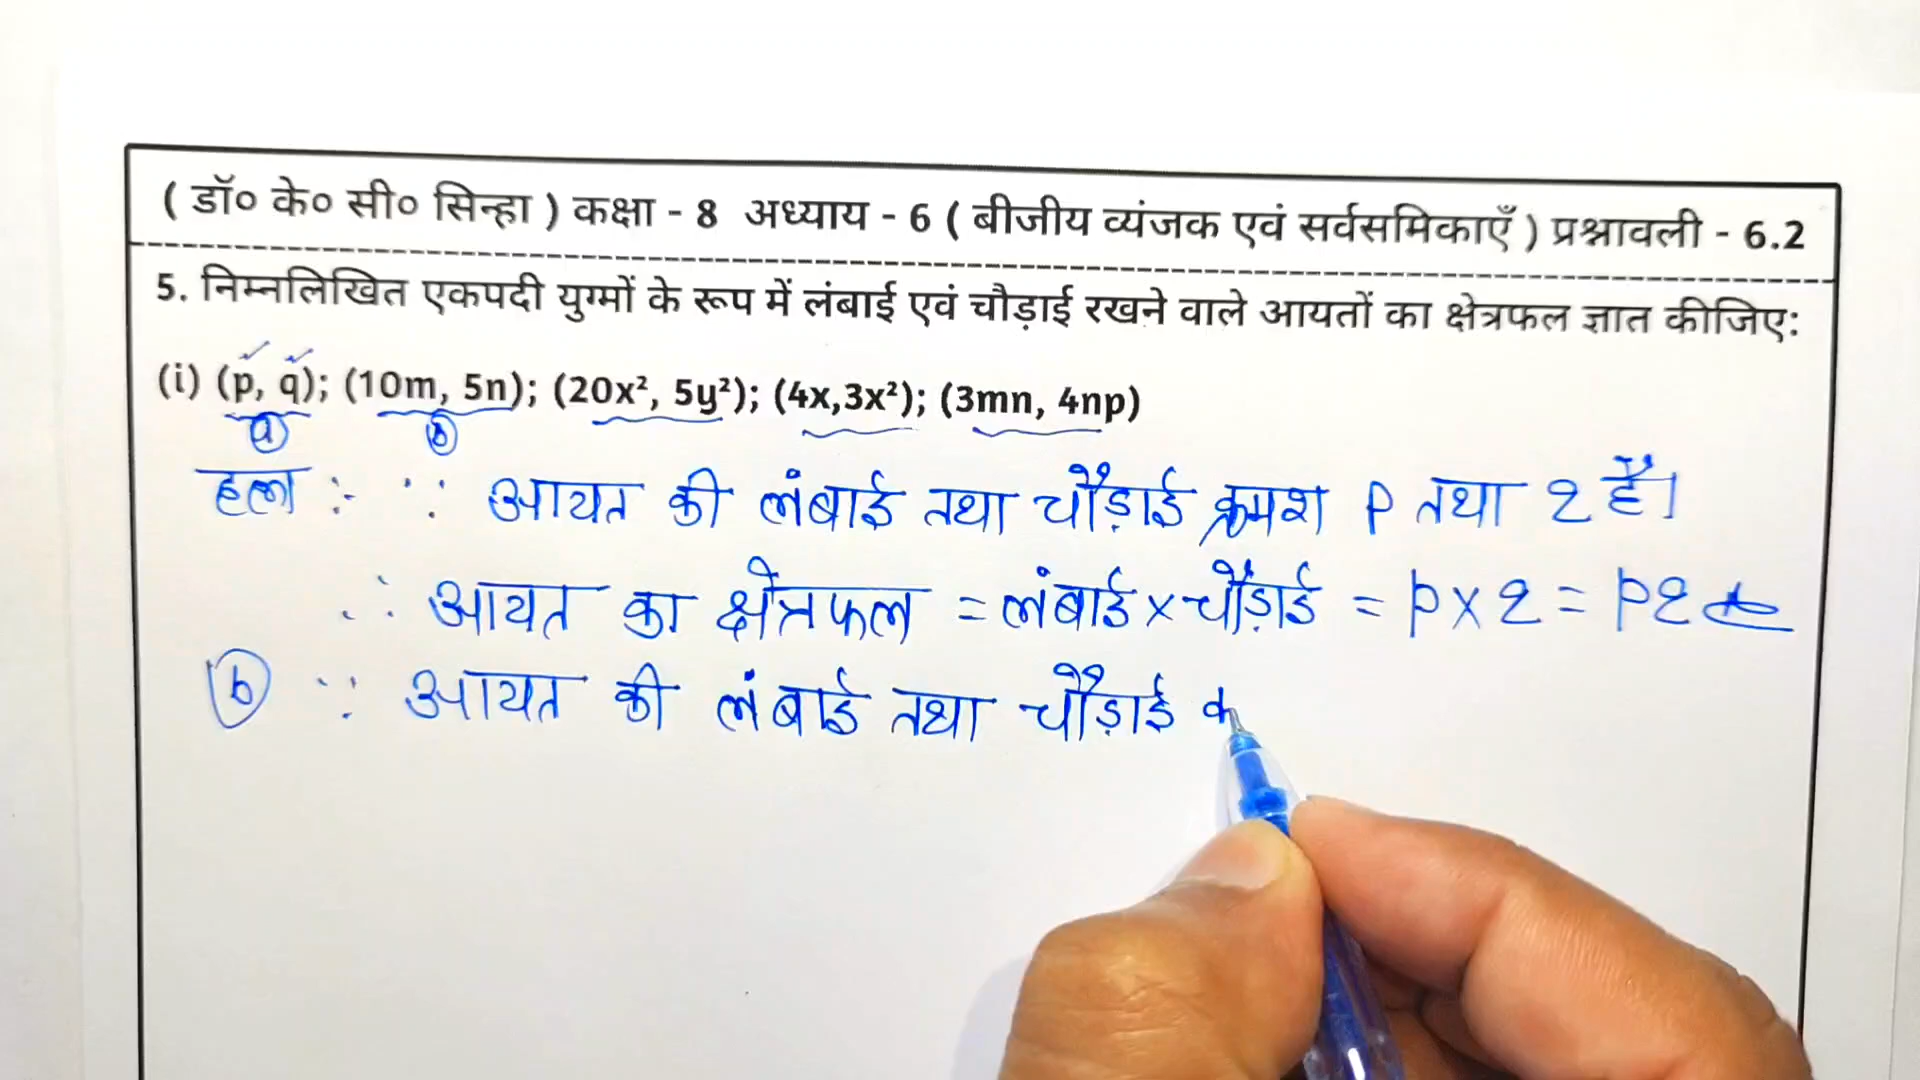 ( डॉ० के० सी० सिन्हा ) कक्षा - 8 अध्याय - 6 ( बीजीय व्यंजक एवं सर्वसमिकाएँ ) प्रश्नावली - 6.2
5. निम्नलिखित एकपदी युग्मों के रूप में लंबाई एवं चौड़ाई रखने वाले आयतों का क्षेत्रफल ज्ञात कीजिए:
(i) (p, q); (10m, 5n); (20x², 5y²); (4x,3x²); (3mn, 4np)
(a) (b)
हल :- ∵ आयत की लंबाई तथा चौड़ाई क्रमश p तथा q है।
∴ आयत का क्षेत्रफल = लंबाई × चौड़ाई = p × q = pq
(b) ∵ आयत की लंबाई तथा चौड़ाई